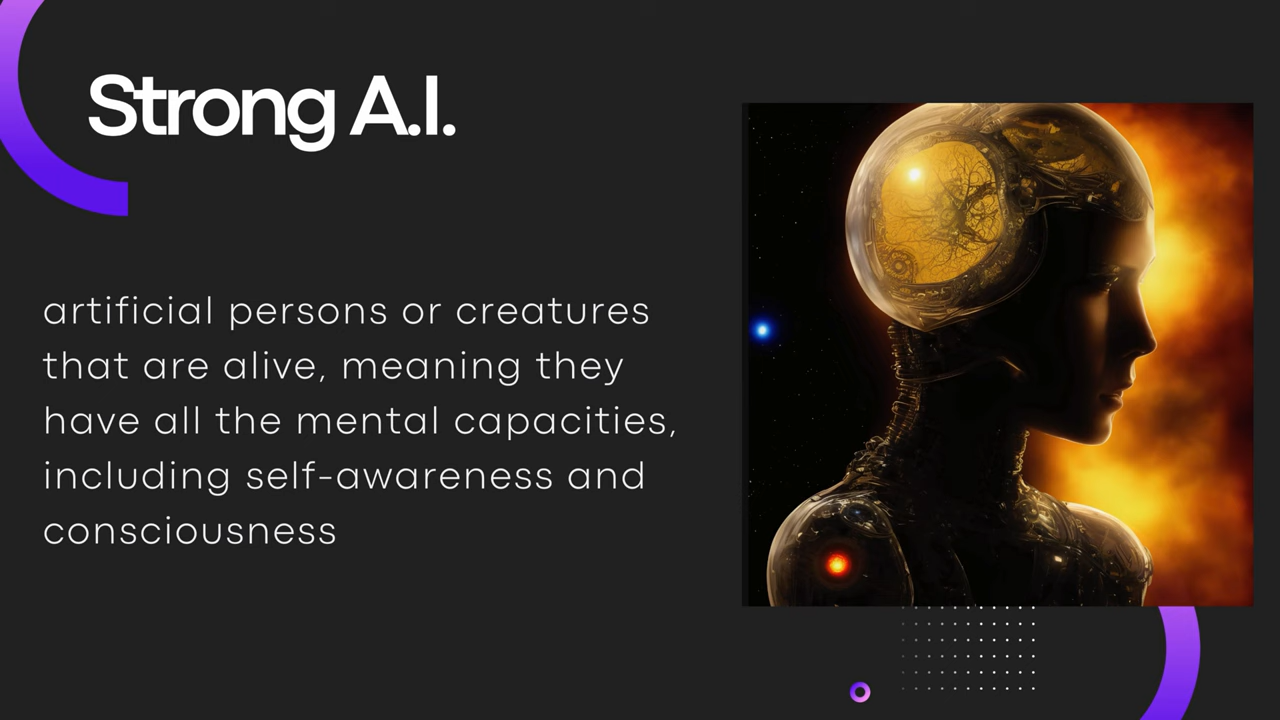 Strong A.I.
artificial persons or creatures
that are alive, meaning they
have all the mental capacities,
including self-awareness and
consciousness